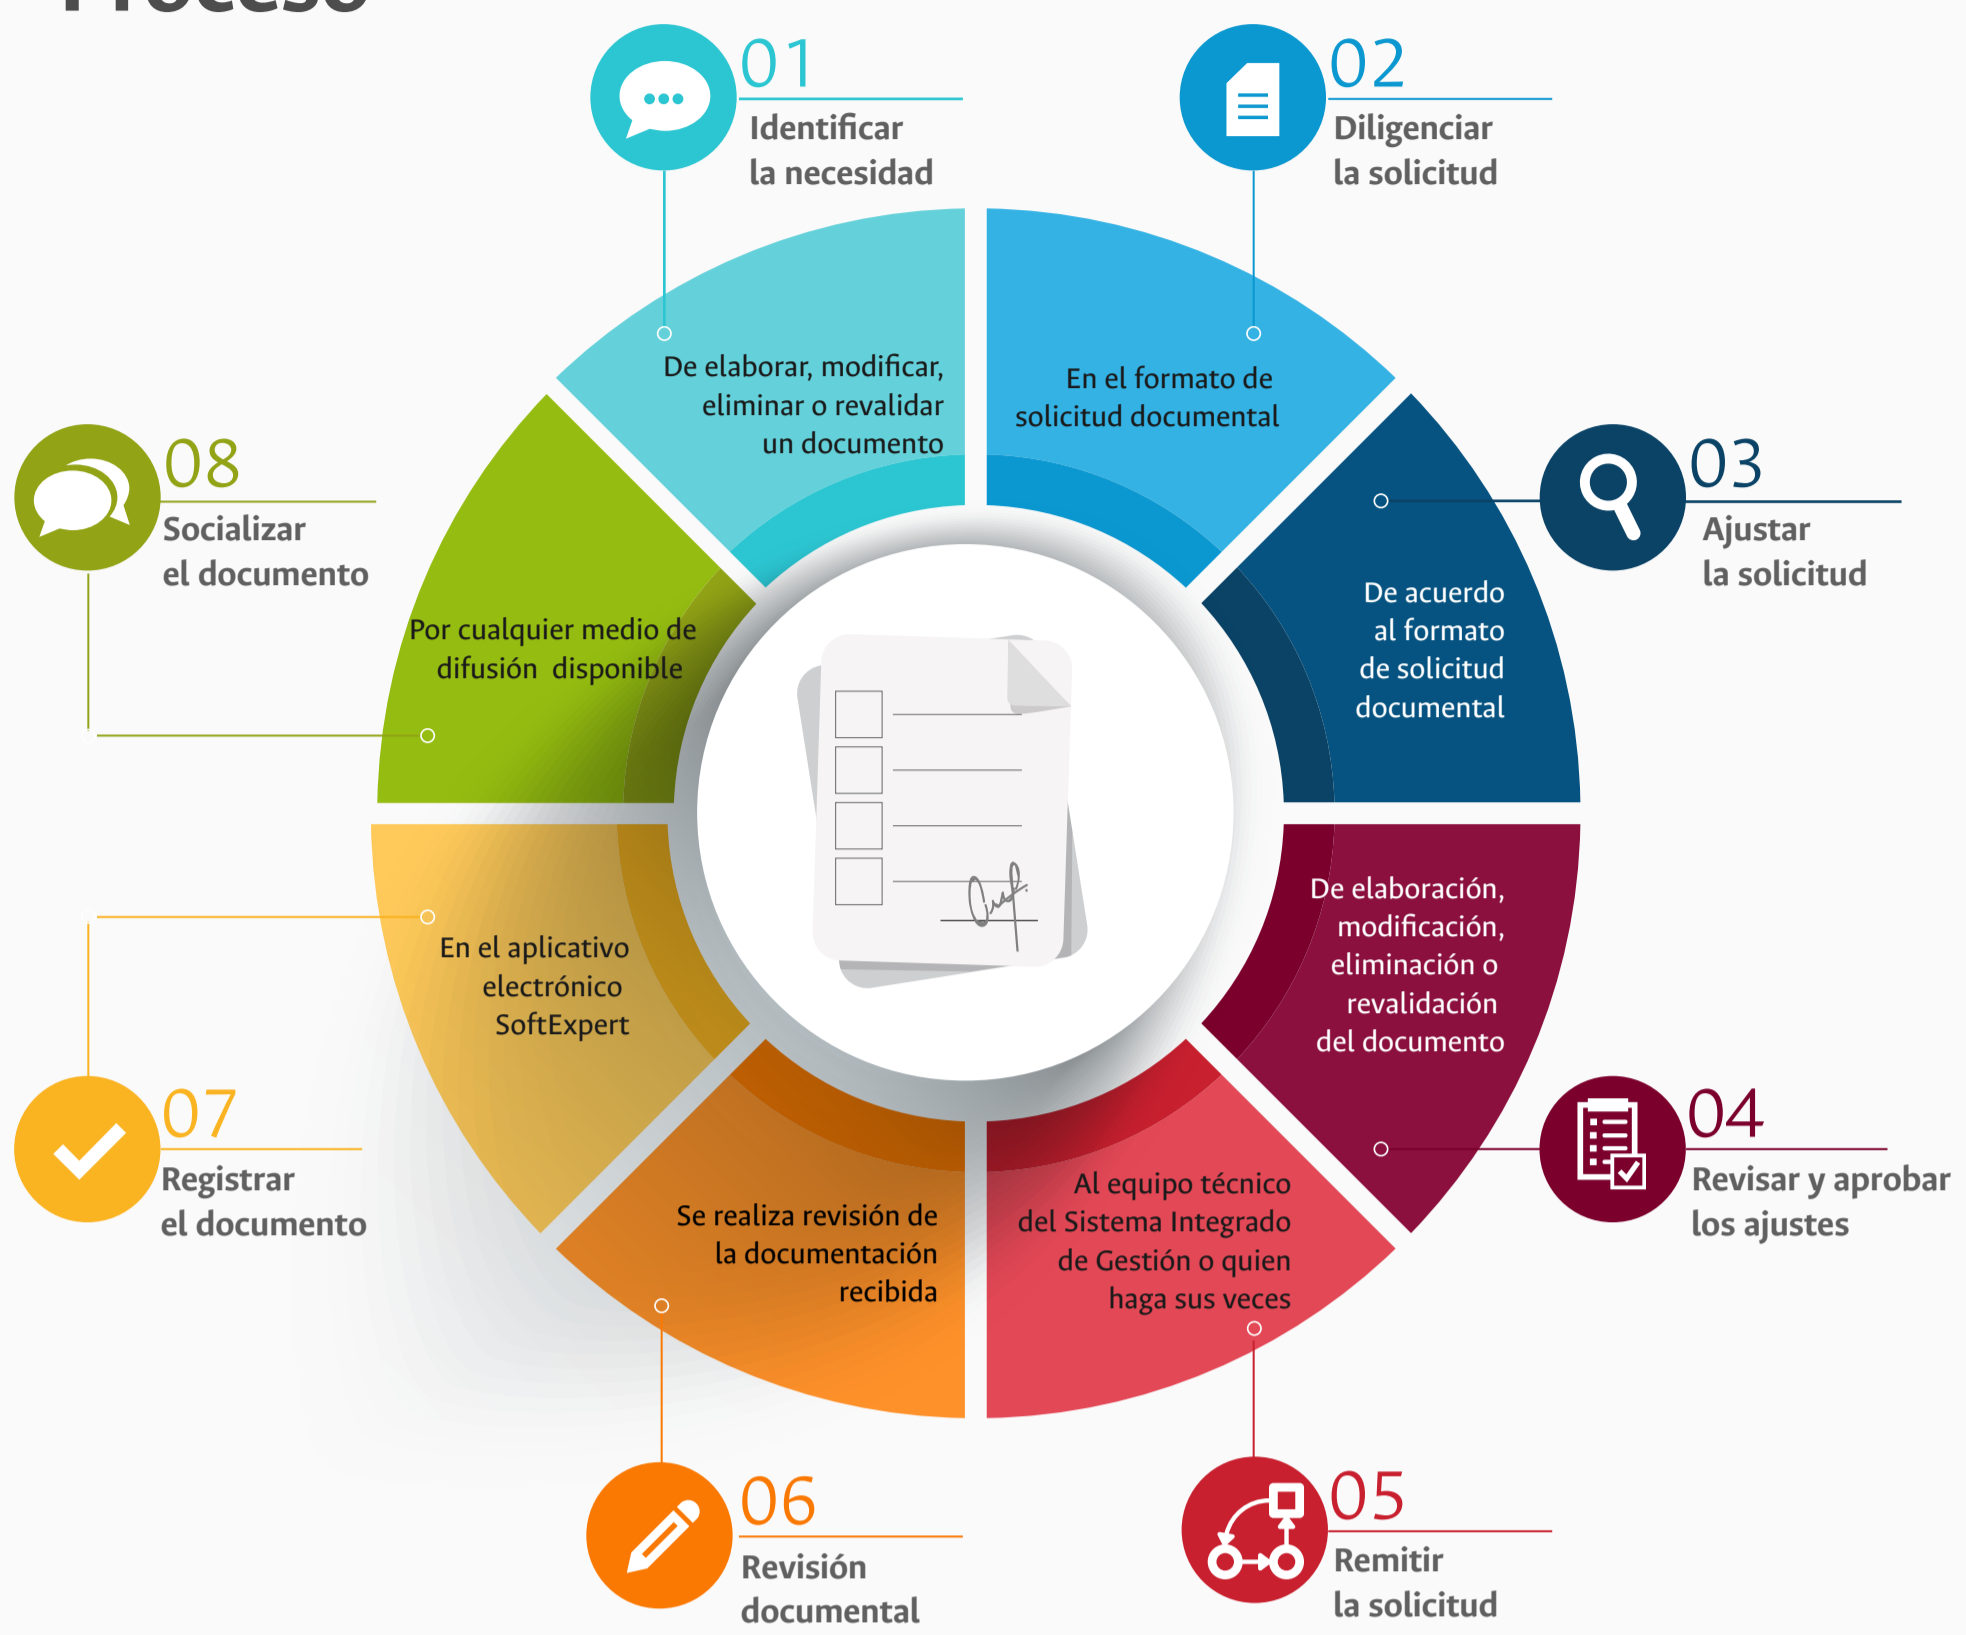 Proceso
01
Identificar
la necesidad
De elaborar, modificar,
eliminar o revalidar
un documento
02
Diligenciar
la solicitud
En el formato de
solicitud documental
03
Ajustar
la solicitud
De acuerdo
al formato
de solicitud
documental
04
Revisar y aprobar
los ajustes
De elaboración,
modificación,
eliminación o
revalidación
del documento
05
Remitir
la solicitud
Al equipo técnico
del Sistema Integrado
de Gestión o quien
haga sus veces
06
Revisión
documental
Se realiza revisión de
la documentación
recibida
07
Registrar
el documento
En el aplicativo
electrónico
SoftExpert
08
Socializar
el documento
Por cualquier medio de
difusión disponible